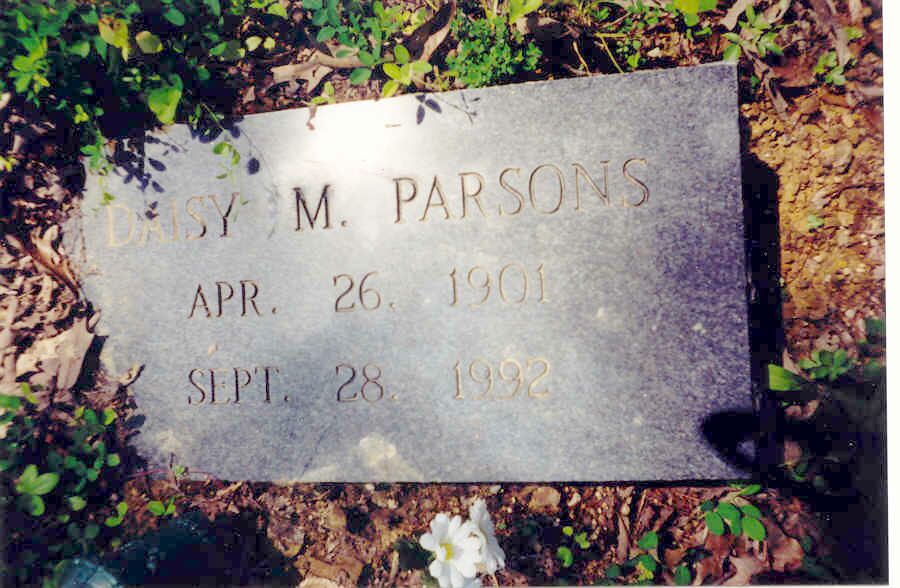 DAISY M. PARSONS
APR. 26. 1901
SEPT. 28. 1992